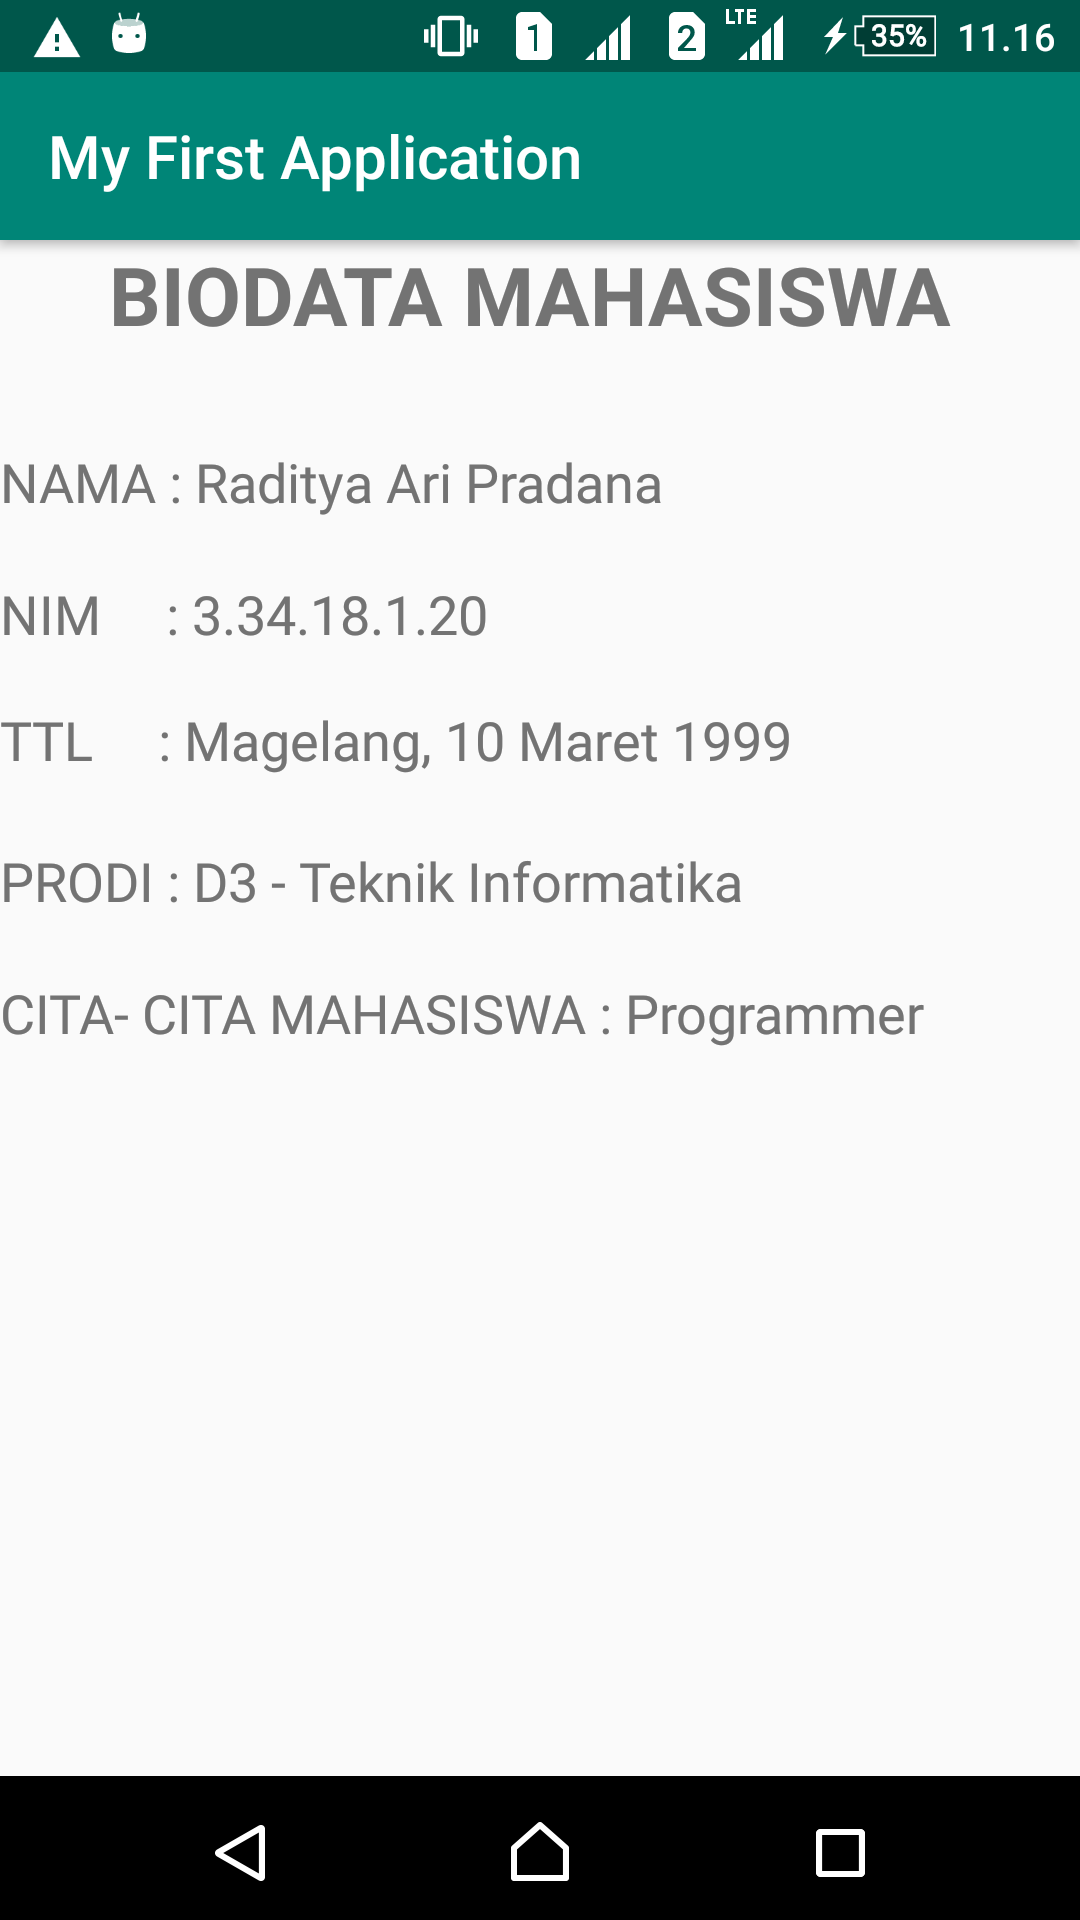 1 2 LTE 35% 11.16
My First Application
BIODATA MAHASISWA
NAMA : Raditya Ari Pradana
NIM : 3.34.18.1.20
TTL : Magelang, 10 Maret 1999
PRODI : D3 - Teknik Informatika
CITA- CITA MAHASISWA : Programmer